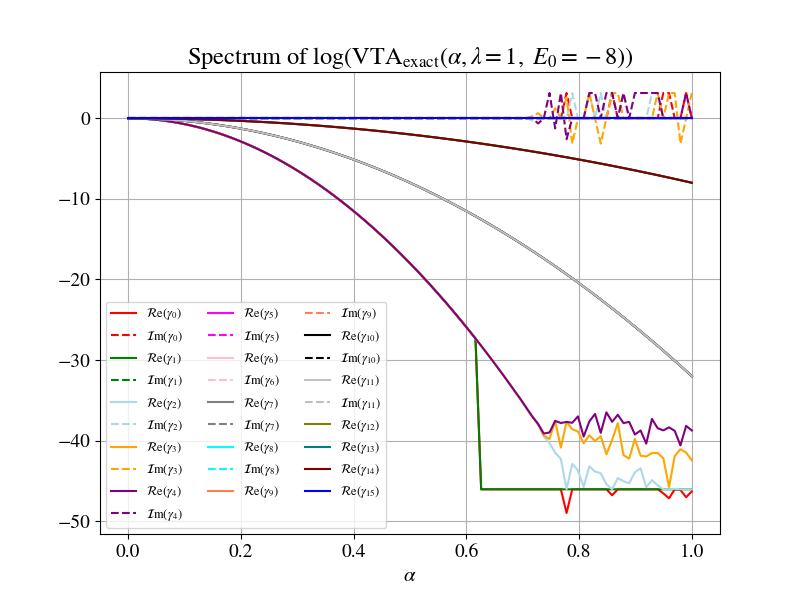 Spectrum of log(VTA_exact(α, λ = 1, E_0 = −8))
0
−10
−20
−30
−40
−50
ℛe(γ_0)
ℐm(γ_0)
ℛe(γ_1)
ℐm(γ_1)
ℛe(γ_2)
ℐm(γ_2)
ℛe(γ_3)
ℐm(γ_3)
ℛe(γ_4)
ℐm(γ_4)
ℛe(γ_5)
ℐm(γ_5)
ℛe(γ_6)
ℐm(γ_6)
ℛe(γ_7)
ℐm(γ_7)
ℛe(γ_8)
ℐm(γ_8)
ℛe(γ_9)
ℐm(γ_9)
ℛe(γ_10)
ℐm(γ_10)
ℛe(γ_11)
ℐm(γ_11)
ℛe(γ_12)
ℛe(γ_13)
ℛe(γ_14)
ℛe(γ_15)
0.0 0.2 0.4 0.6 0.8 1.0
α